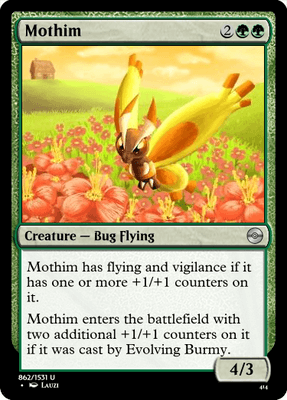 Mothim 2
Creature — Bug Flying
Mothim has flying and vigilance if it
has one or more +1/+1 counters on
it.
Mothim enters the battlefield with
two additional +1/+1 counters on it
if it was cast by Evolving Burmy.
4/3
862/1531 U
• Lauzi